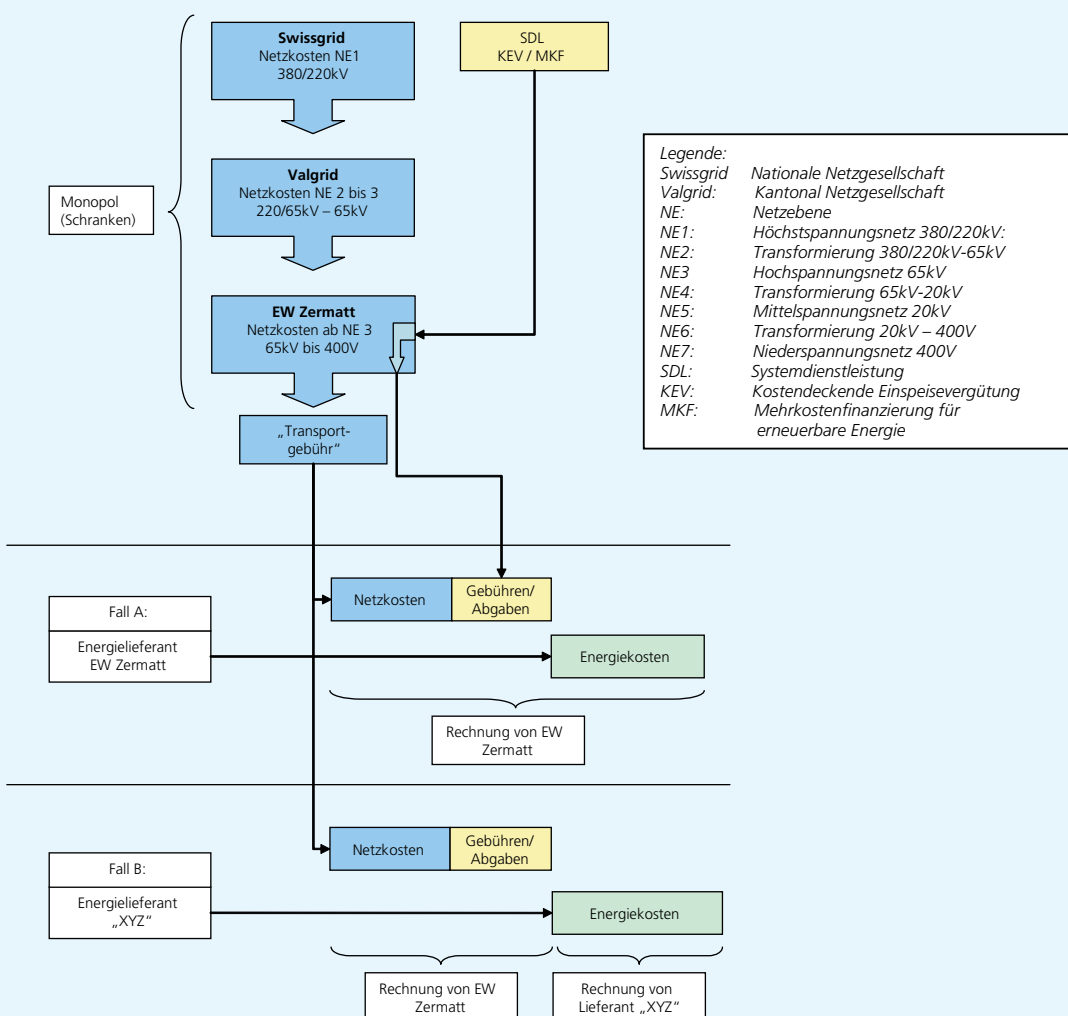 Swissgrid
Netzkosten NE1
380/220kV
SDL
KEV / MKF
Monopol
(Schranken)
Valgrid
Netzkosten NE 2 bis 3
220/65kV – 65kV
EW Zermatt
Netzkosten ab NE 3
65kV bis 400V
„Transport-
gebühr“
Legende:
Swissgrid Nationale Netzgesellschaft
Valgrid: Kantonal Netzgesellschaft
NE: Netzebene
NE1: Höchstspannungsnetz 380/220kV:
NE2: Transformierung 380/220kV-65kV
NE3 Hochspannungsnetz 65kV
NE4: Transformierung 65kV-20kV
NE5: Mittelspannungsnetz 20kV
NE6: Transformierung 20kV – 400V
NE7: Niederspannungsnetz 400V
SDL: Systemdienstleistung
KEV: Kostendeckende Einspeisevergütung
MKF: Mehrkostenfinanzierung für
erneuerbare Energie
Fall A:
Energielieferant
EW Zermatt
Netzkosten
Gebühren/
Abgaben
Energiekosten
Rechnung von EW
Zermatt
Fall B:
Energielieferant
„XYZ“
Netzkosten
Gebühren/
Abgaben
Energiekosten
Rechnung von EW
Zermatt
Rechnung von
Lieferant „XYZ“